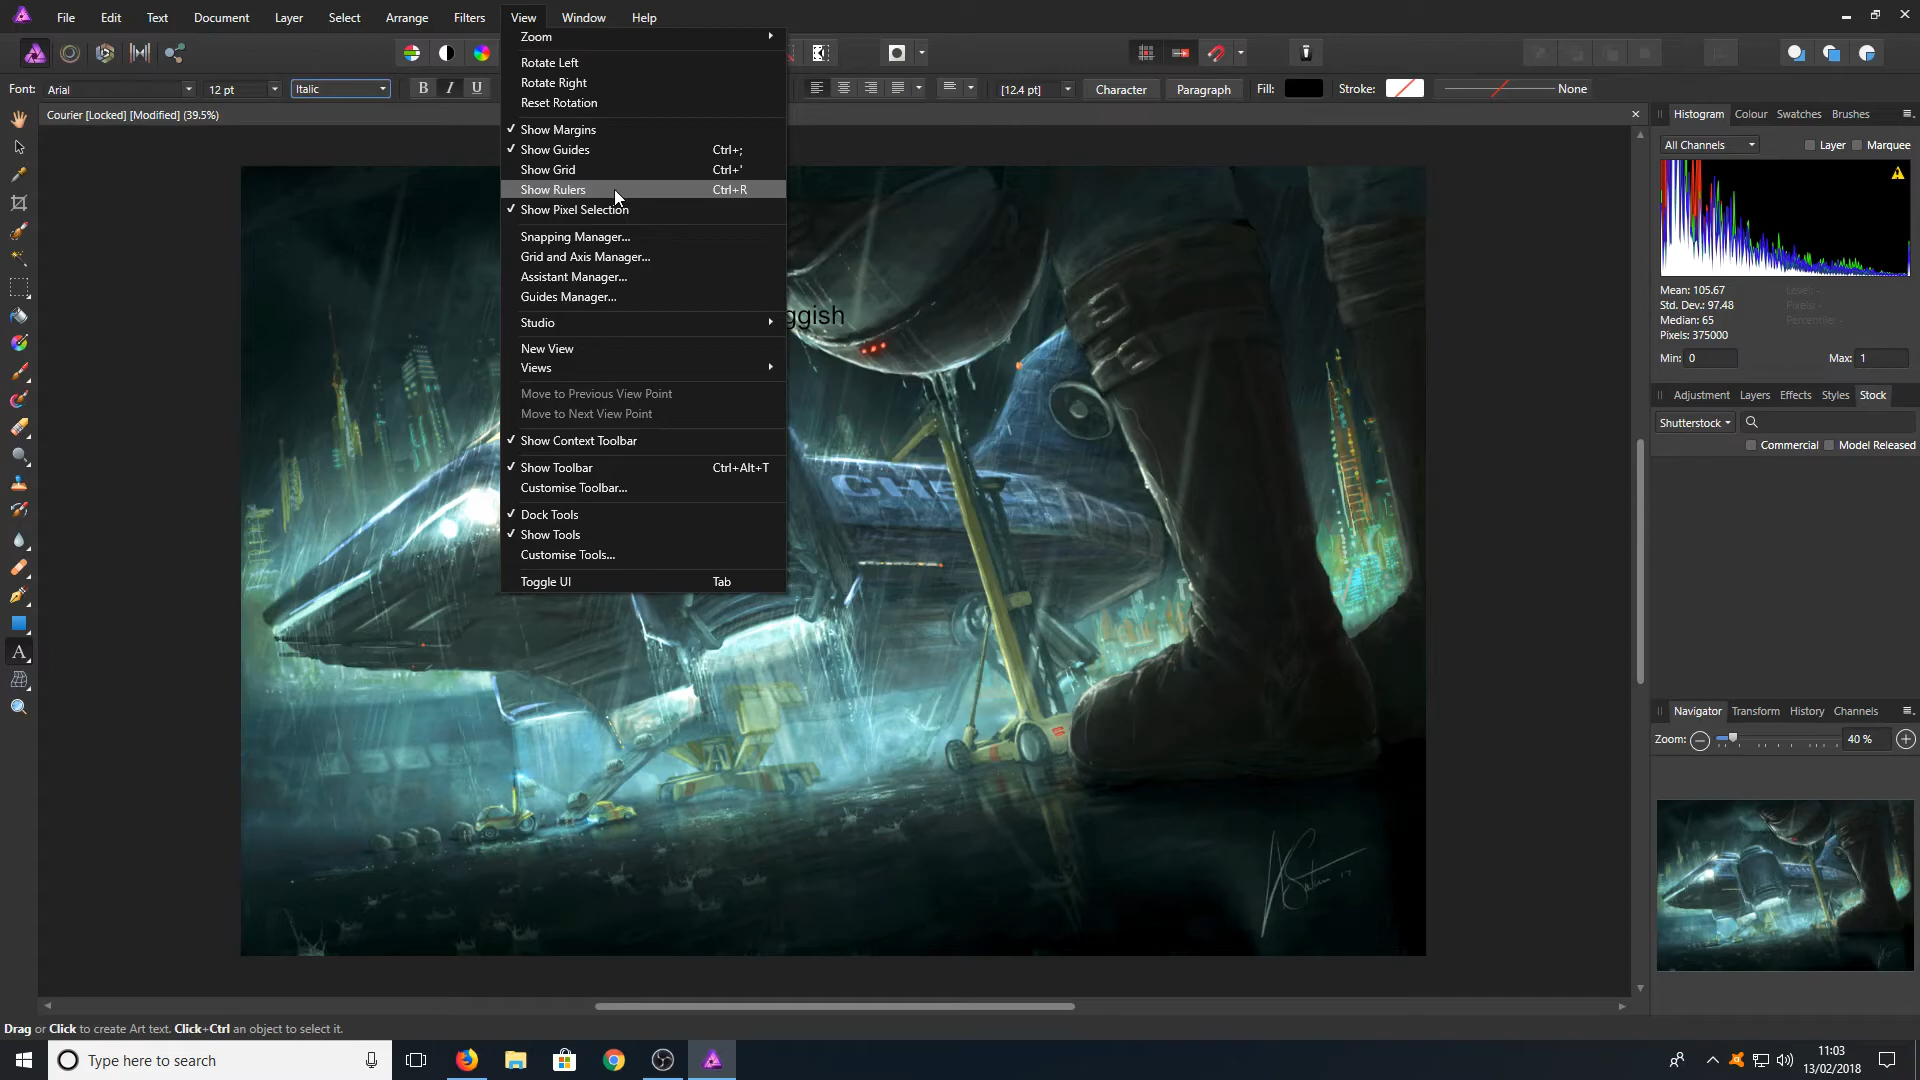 File Edit Text Document Layer Select Arrange Filters View Window Help
Font: Arial 12 pt Italic B I U [12.4 pt] Character Paragraph Fill: Stroke: None
Courier [Locked] [Modified] (39.5%)
Zoom
Rotate Left
Rotate Right
Reset Rotation
Show Margins
Show Guides Ctrl+;
Show Grid Ctrl+'
Show Rulers Ctrl+R
Show Pixel Selection
Snapping Manager...
Grid and Axis Manager...
Assistant Manager...
Guides Manager...
Studio
New View
Views
Move to Previous View Point
Move to Next View Point
Show Context Toolbar
Show Toolbar Ctrl+Alt+T
Customise Toolbar...
Dock Tools
Show Tools
Customise Tools...
Toggle UI Tab
ggish
Histogram Colour Swatches Brushes
All Channels Layer Marquee
Mean: 105.67 Level: -
Std. Dev.: 97.48 Pixels: -
Median: 65 Percentile: -
Pixels: 375000
Min: 0 Max: 1
Adjustment Layers Effects Styles Stock
Shutterstock
Commercial Model Released
Navigator Transform History Channels
Zoom: 40 %
Drag or Click to create Art text. Click+Ctrl an object to select it.
Type here to search
11:03
13/02/2018